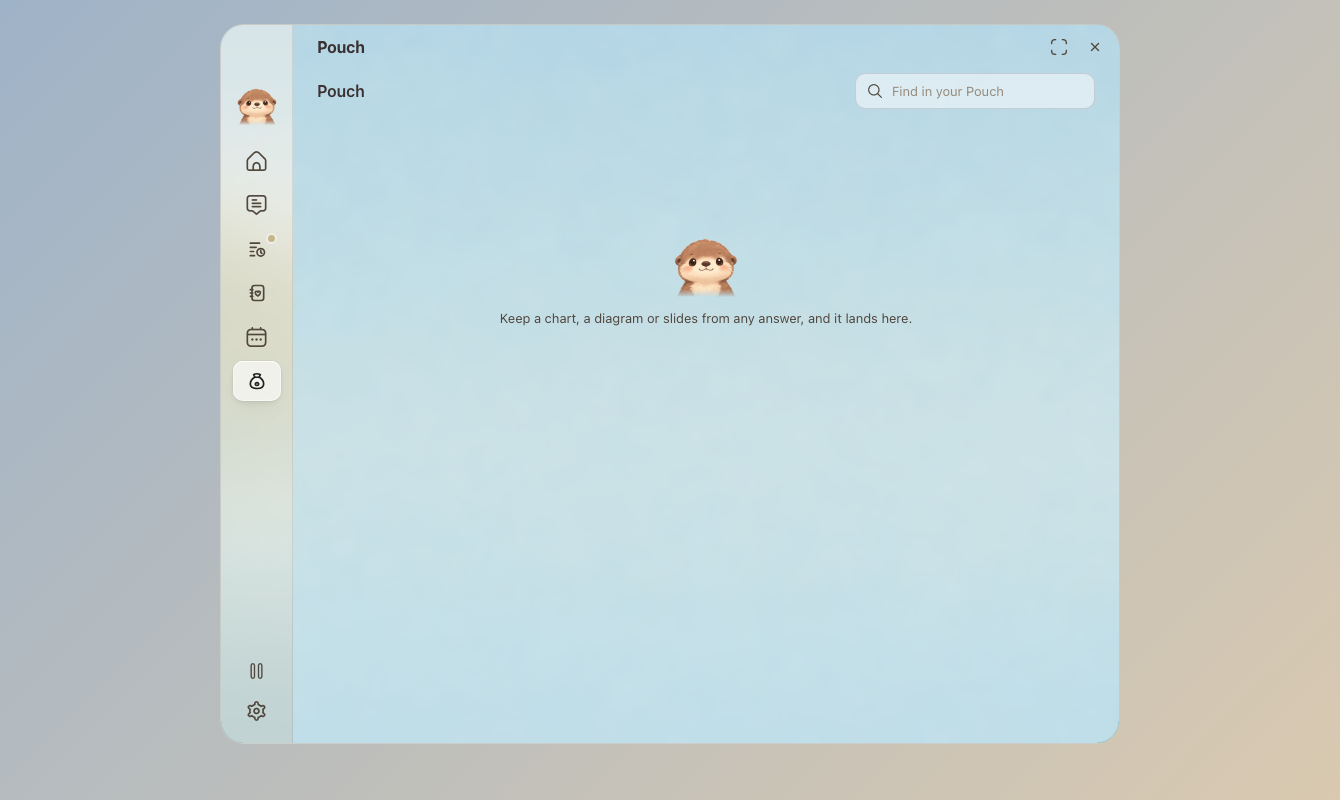 Pouch
Pouch
Find in your Pouch
Keep a chart, a diagram or slides from any answer, and it lands here.